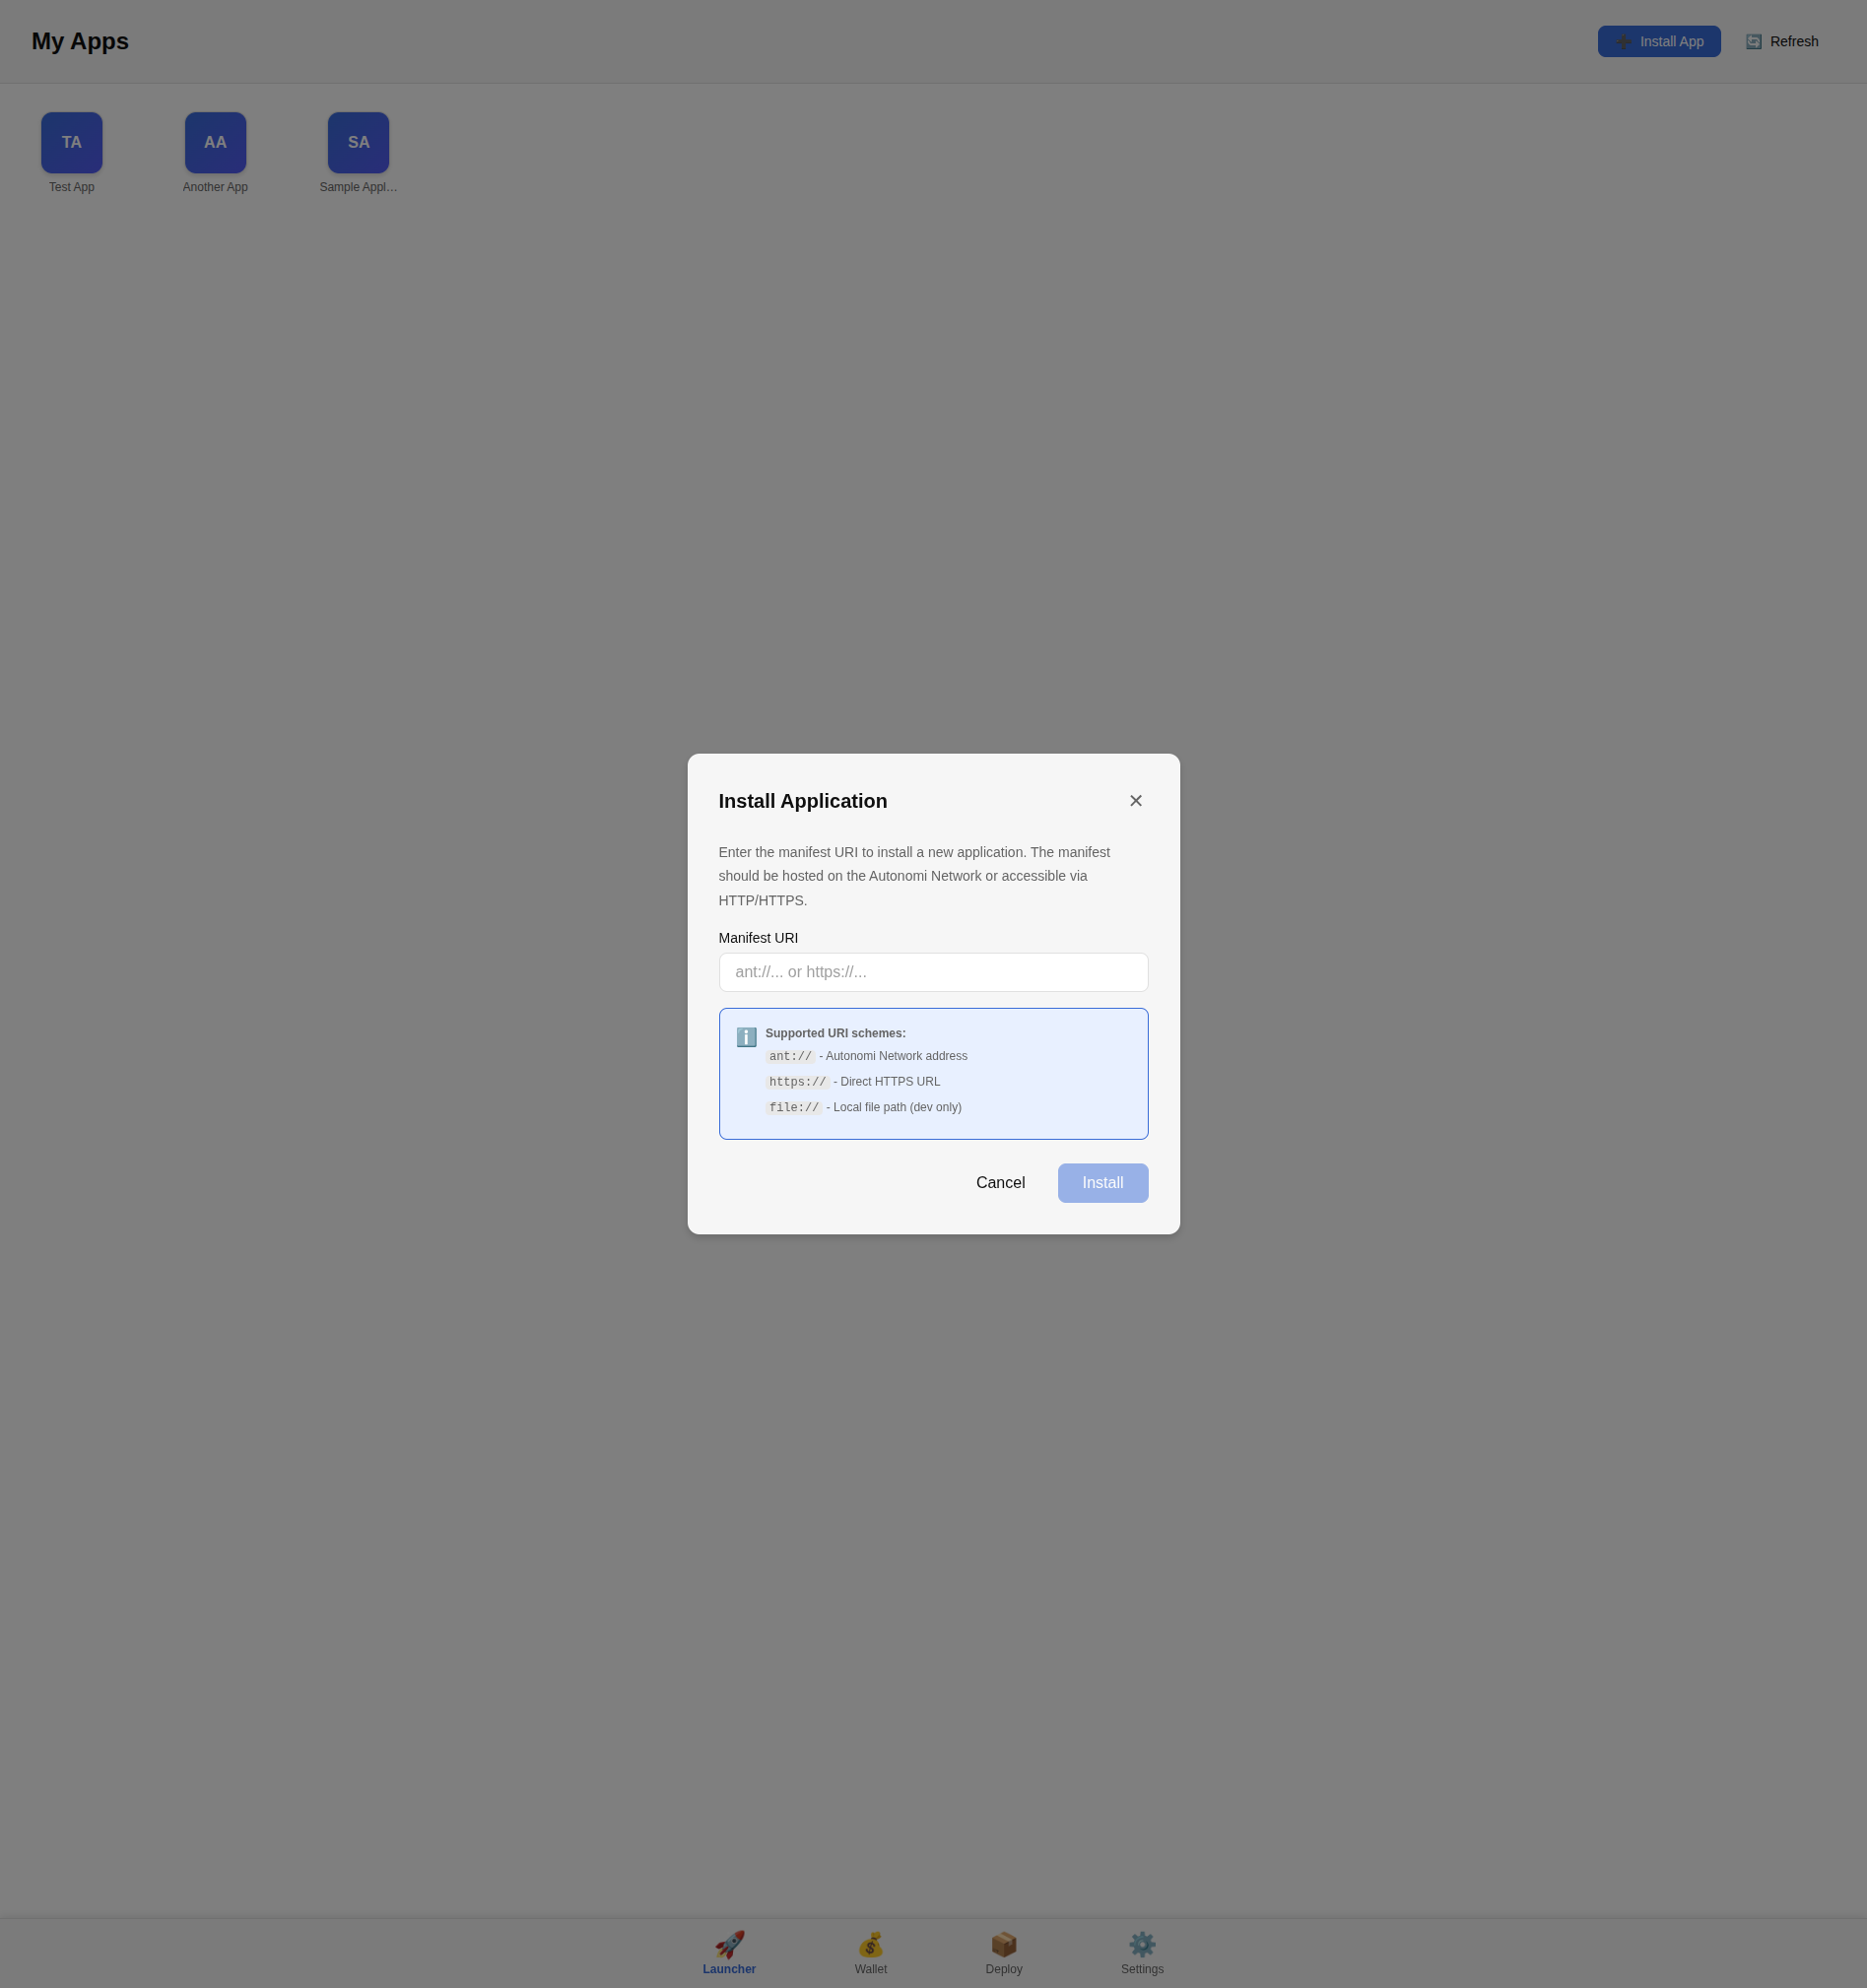 My Apps
Install App
Refresh
TA
AA
SA
Test App
Another App
Sample Appl...
Install Application
Enter the manifest URI to install a new application. The manifest
should be hosted on the Autonomi Network or accessible via
HTTP/HTTPS.
Manifest URI
ant://... or https://...
Supported URI schemes:
ant:// - Autonomi Network address
https:// - Direct HTTPS URL
file:// - Local file path (dev only)
Cancel
Install
Launcher
Wallet
Deploy
Settings